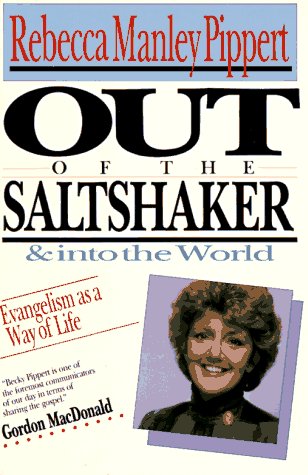 Rebecca Manley Pippert
OUT
OF THE
SALTSHAKER
& into the World
Evangelism as a
Way of Life
"Becky Pippert is one of
the foremost communicators
of our day in terms of
sharing the gospel."
Gordon MacDonald